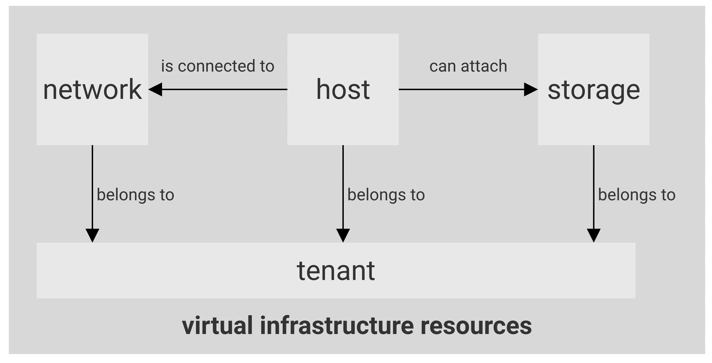 is connected to
can attach
network
host
storage
belongs to
belongs to
belongs to
tenant
virtual infrastructure resources